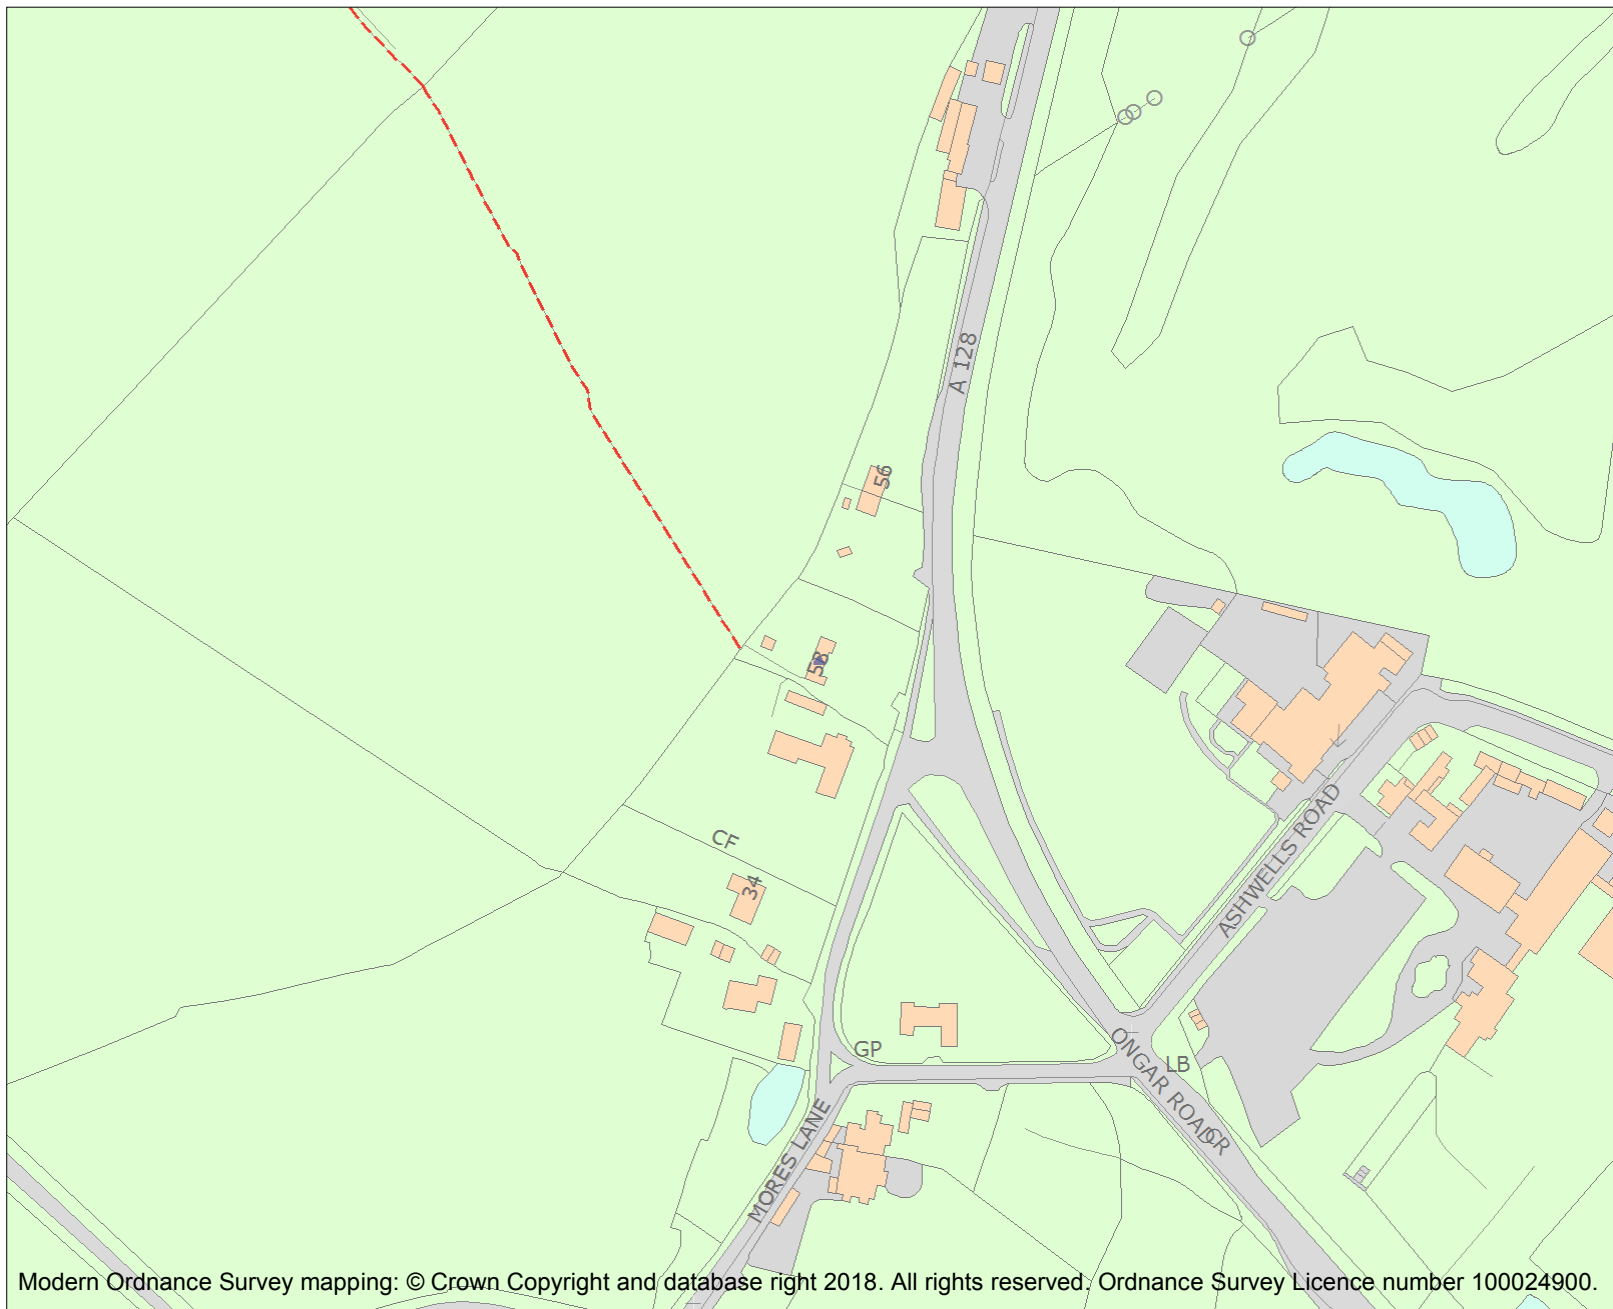 A 128
56
58
CF
34
ASHWELLS ROAD
GP
ONGAR ROAD
LB
CR
MORES LANE
Modern Ordnance Survey mapping: © Crown Copyright and database right 2018. All rights reserved. Ordnance Survey Licence number 100024900.